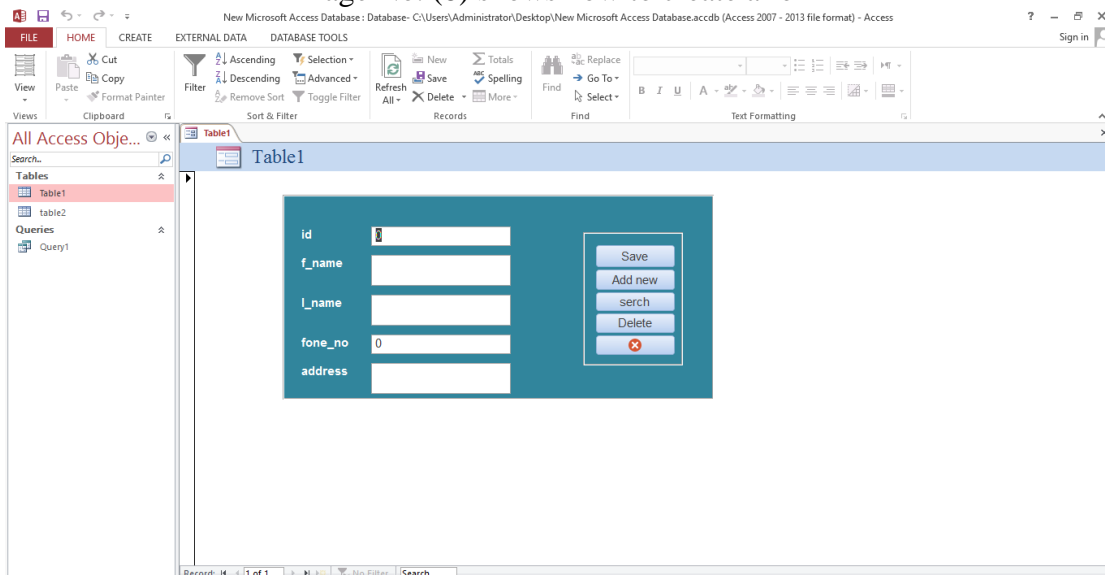 New Microsoft Access Database : Database- C:\Users\Administrator\Desktop\New Microsoft Access Database.accdb (Access 2007 - 2013 file format) - Access
FILE HOME CREATE EXTERNAL DATA DATABASE TOOLS Sign in
View
Views
Paste
Cut
Copy
Format Painter
Clipboard
Filter
Ascending
Descending
Remove Sort
Selection
Advanced
Toggle Filter
Sort & Filter
Refresh
All
New
Save
Delete
Totals
Spelling
More
Records
Find
Replace
Go To
Select
Find
B I U A
Text Formatting
All Access Obje...
Search..
Tables
Table1
table2
Queries
Query1
Table1
Table1
id 0
f_name
l_name
fone_no 0
address
Save
Add new
serch
Delete
Record: 1 of 1 No Filter Search